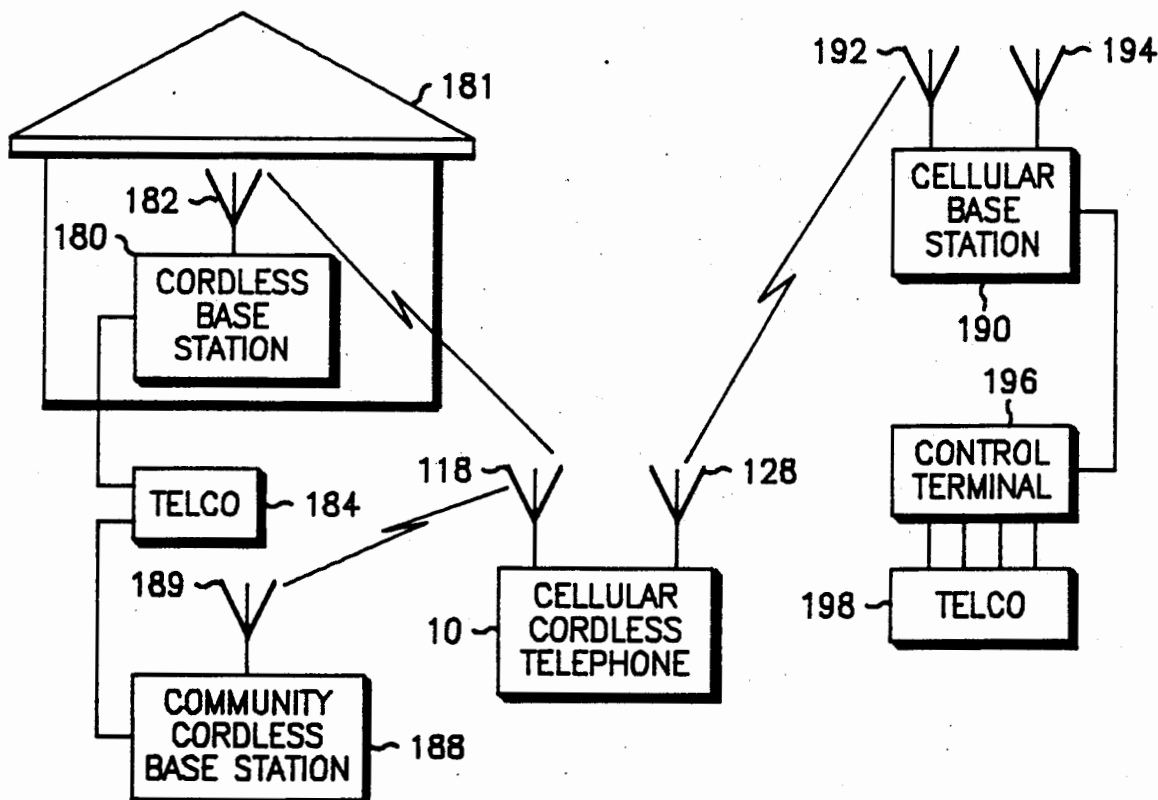 181
182
180
CORDLESS
BASE
STATION
TELCO
184
189
COMMUNITY
CORDLESS
BASE STATION
188
118
128
10
CELLULAR
CORDLESS
TELEPHONE
192
194
CELLULAR
BASE
STATION
190
196
CONTROL
TERMINAL
198
TELCO